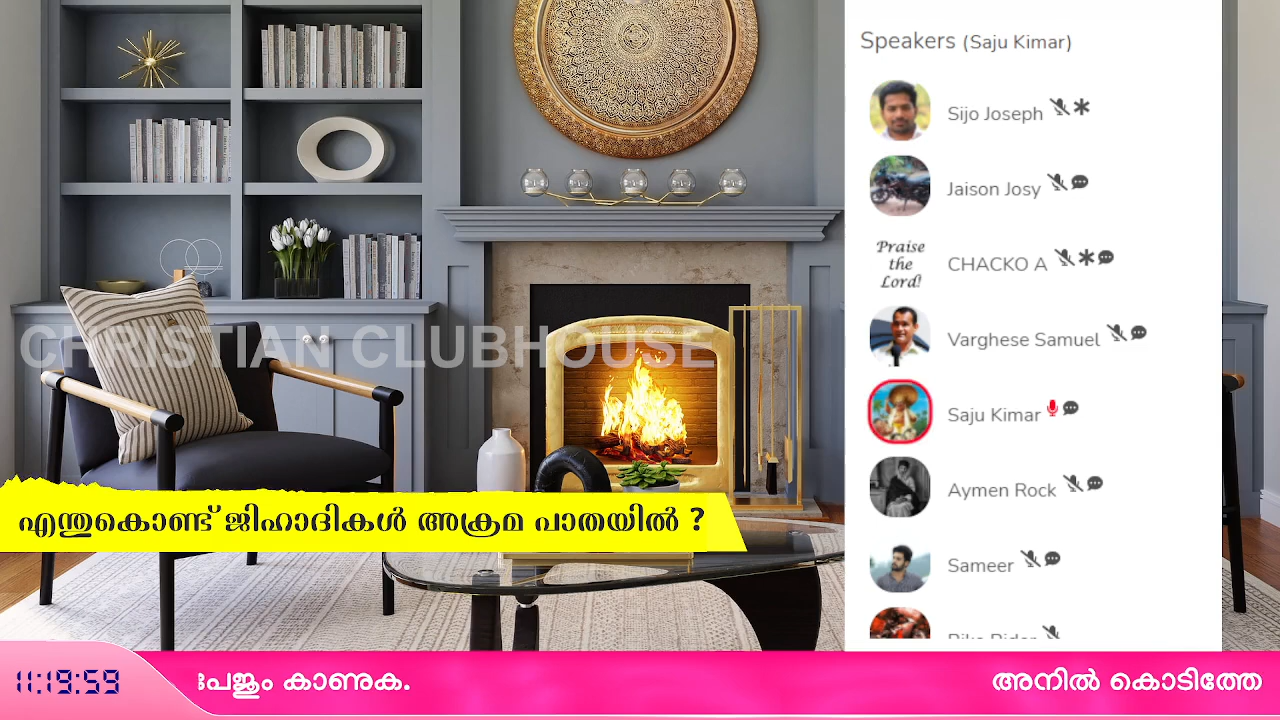 Speakers (Saju Kimar)
Sijo Joseph
Jaison Josy
Praise
the
Lord!
CHACKO A
Varghese Samuel
Saju Kimar
Aymen Rock
Sameer
CHRISTIAN CLUBHOUSE
എന്തുകൊണ്ട് ജിഹാദികൾ അക്രമ പാതയിൽ ?
11:19:59
പേജും കാണുക.
അനിൽ കൊടിത്തേ